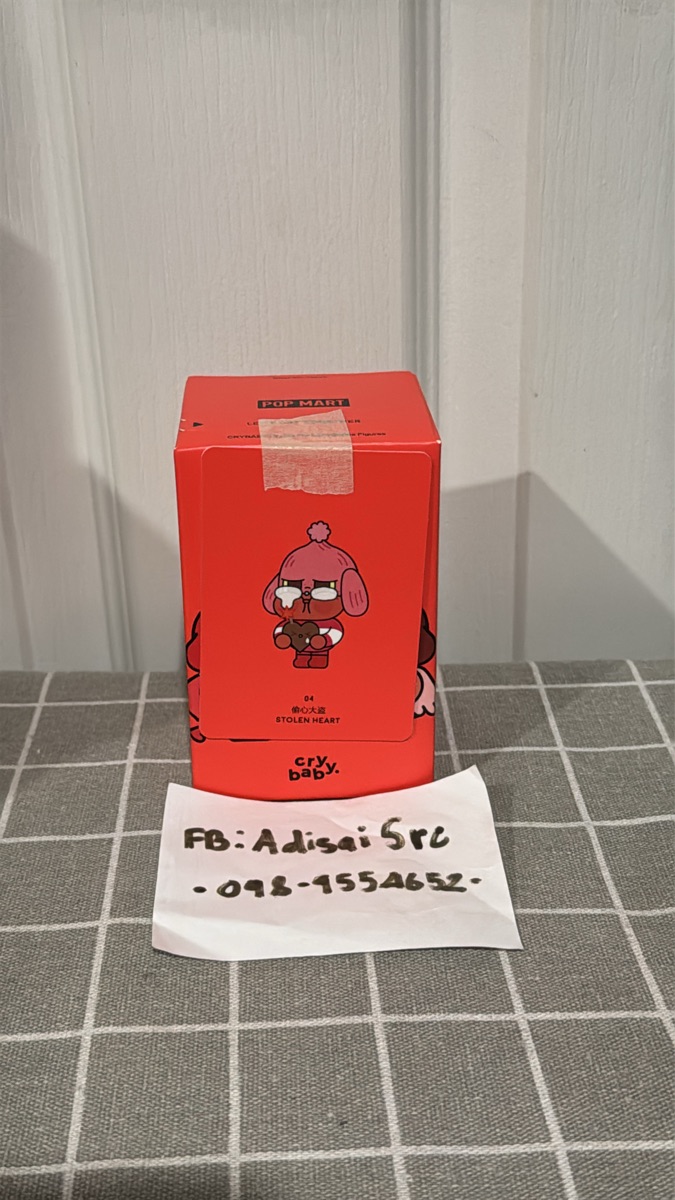 POP MART
04
偷心大盗
STOLEN HEART
cry
baby.
FB: Adisai Src
- 098-9554652-